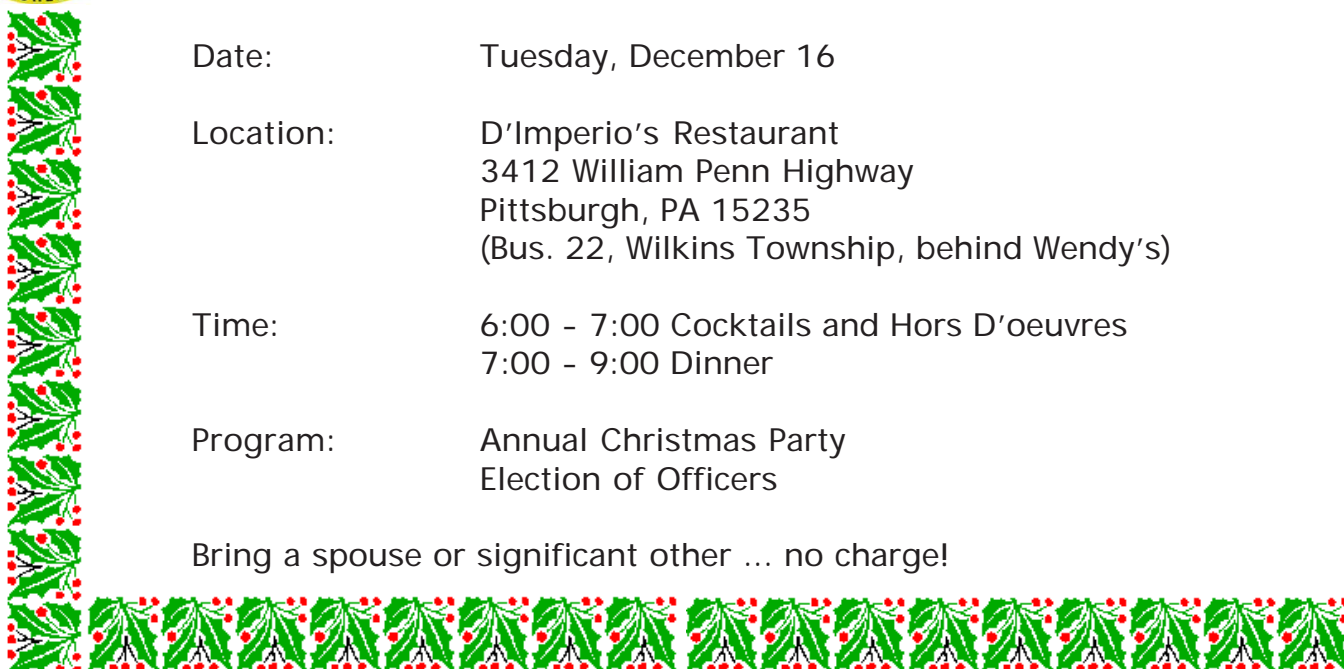 Date: Tuesday, December 16
Location: D’Imperio’s Restaurant
3412 William Penn Highway
Pittsburgh, PA 15235
(Bus. 22, Wilkins Township, behind Wendy’s)
Time: 6:00 - 7:00 Cocktails and Hors D’oeuvres
7:00 - 9:00 Dinner
Program: Annual Christmas Party
Election of Officers
Bring a spouse or significant other ... no charge!